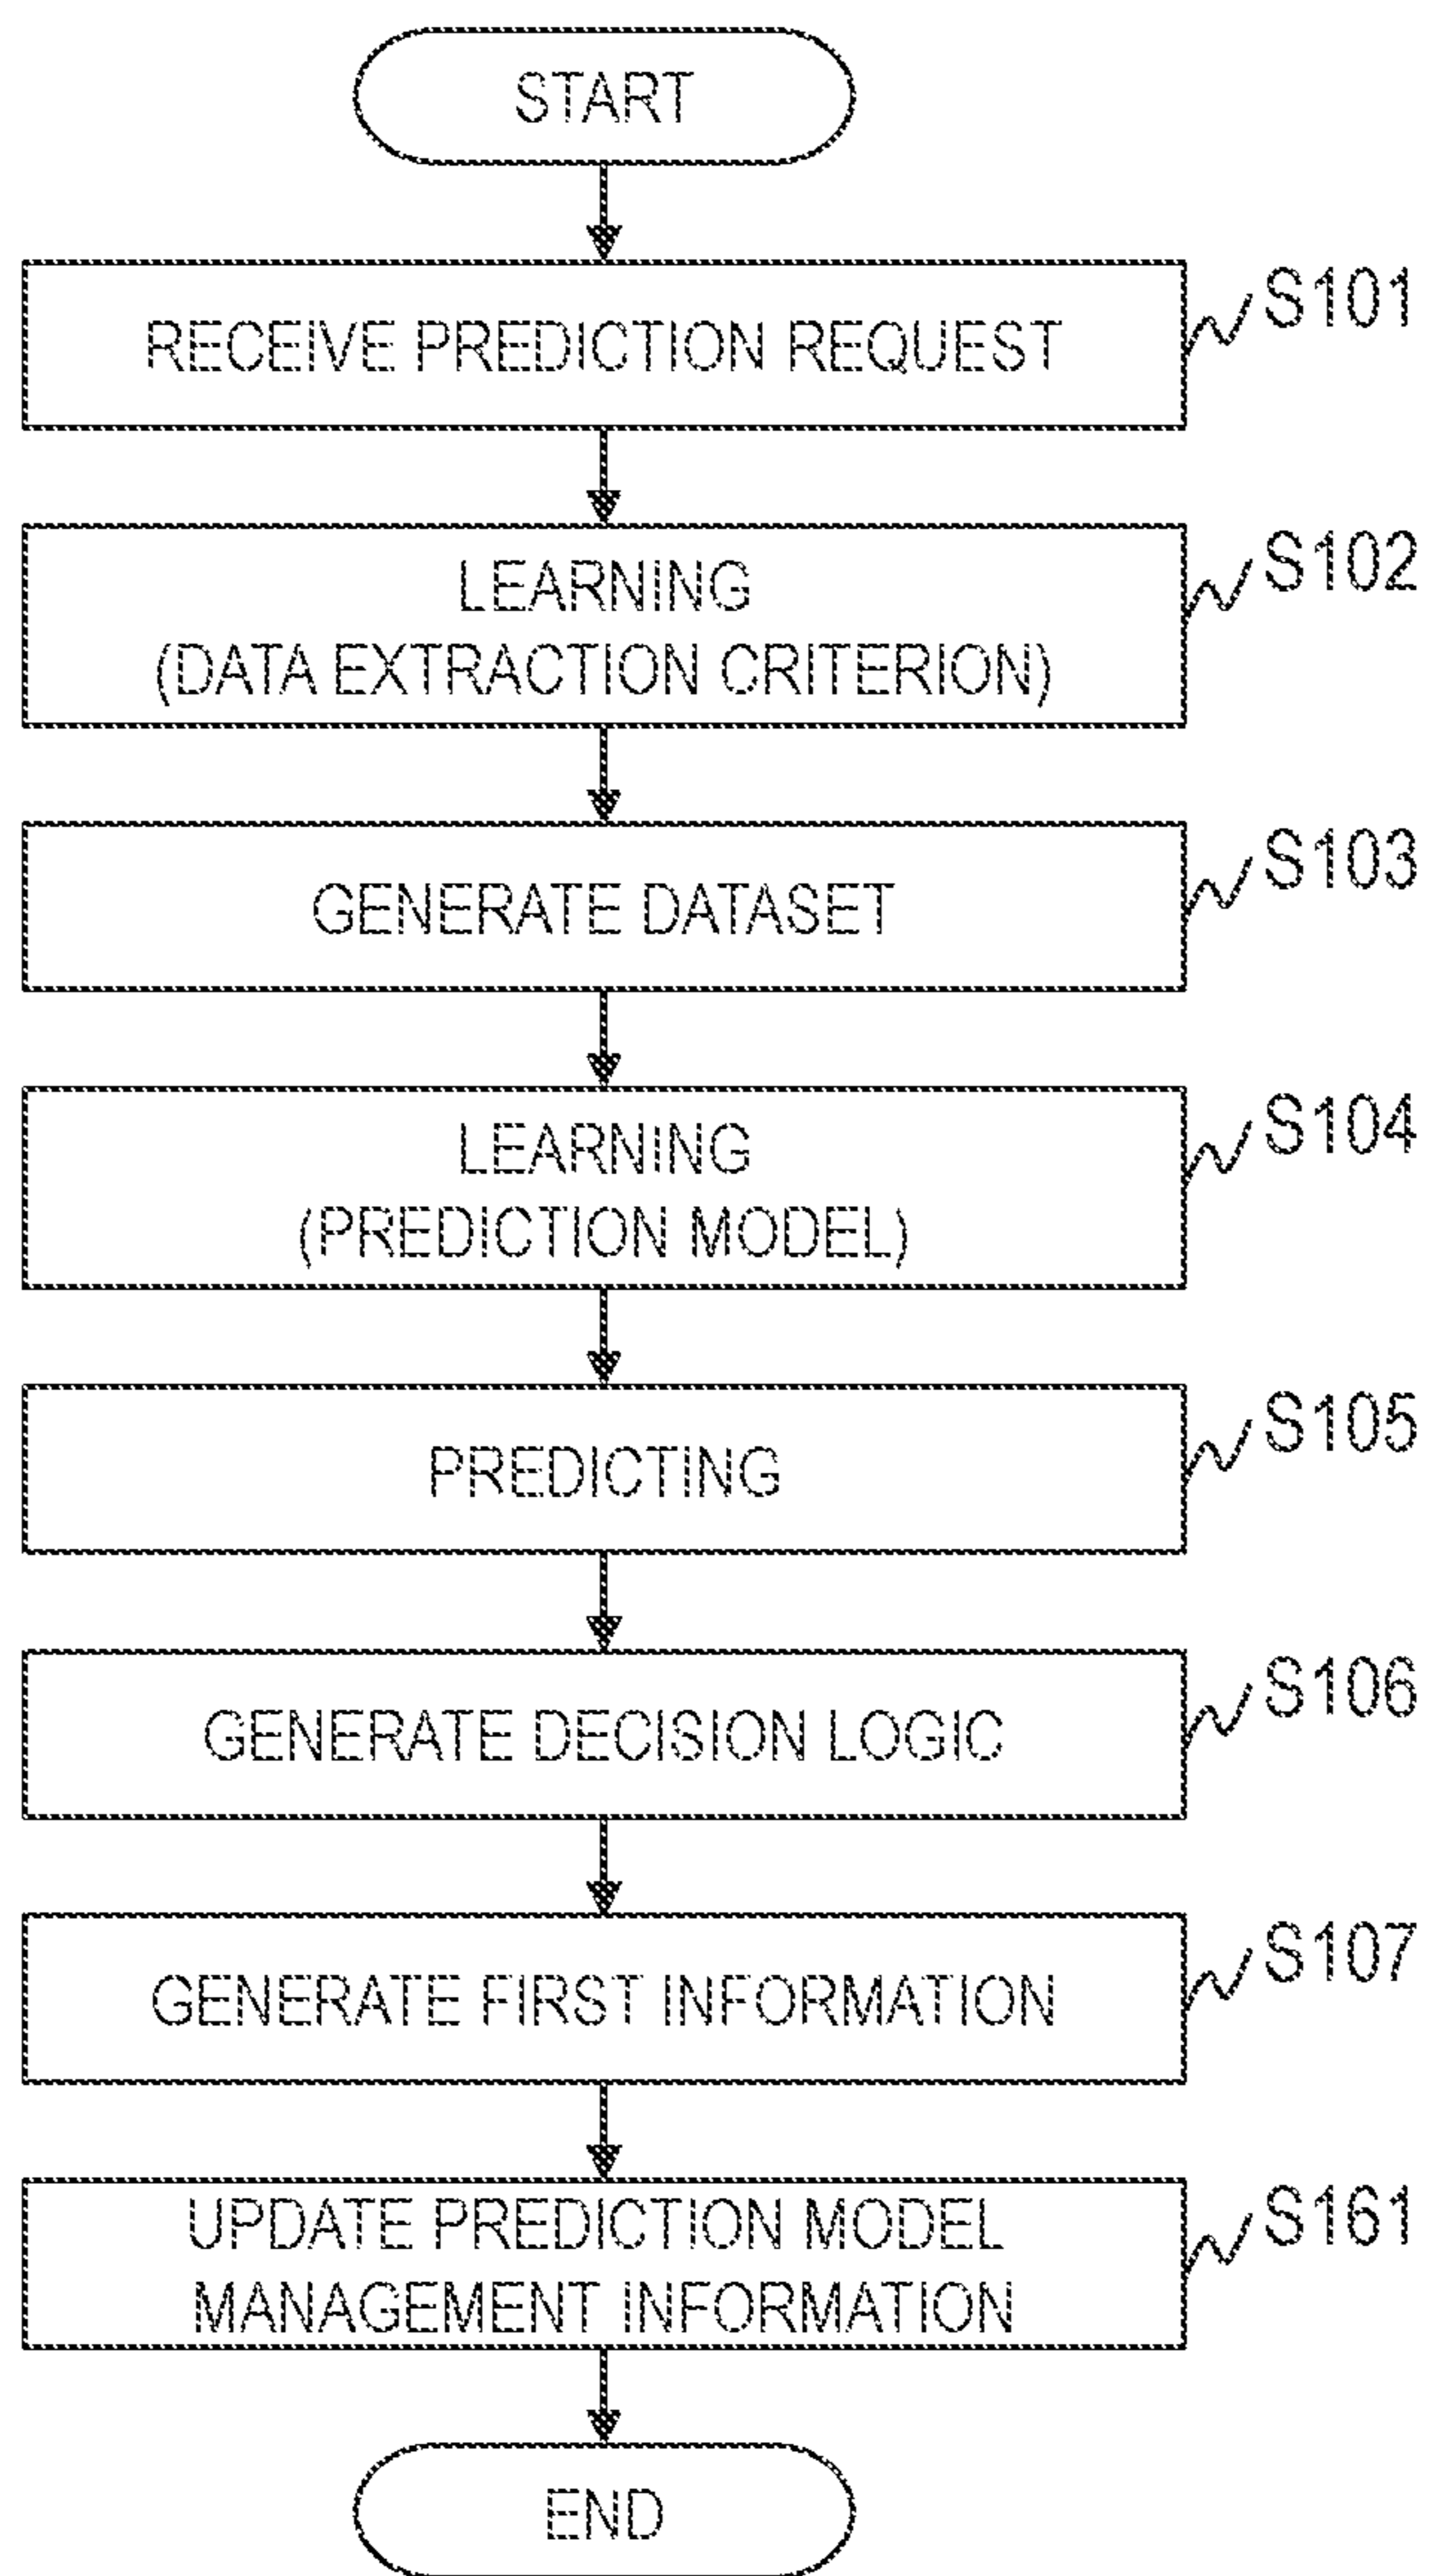 START
RECEIVE PREDICTION REQUEST
S101
LEARNING
(DATA EXTRACTION CRITERION)
S102
GENERATE DATASET
S103
LEARNING
(PREDICTION MODEL)
S104
PREDICTING
S105
GENERATE DECISION LOGIC
S106
GENERATE FIRST INFORMATION
S107
UPDATE PREDICTION MODEL
MANAGEMENT INFORMATION
S161
END